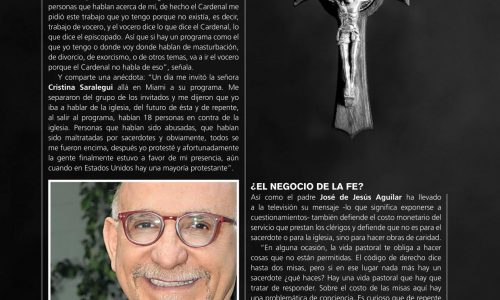 personas que hablan acerca de mí, de hecho el Cardenal me
pidió este trabajo que yo tengo porque no existía, es decir,
trabajo de vocero, y el vocero dice lo que dice el Cardenal, lo
que dice el episcopado. Así que si hay un programa como el
que yo tengo o donde voy donde hablan de masturbación,
de divorcio, de exorcismo, o de otros temas, va a ir el vocero
porque el Cardenal no habla de eso”, señala.
Y comparte una anécdota: “Un día me invitó la señora
Cristina Saralegui allá en Miami a su programa. Me
separaron del grupo de los invitados y me dijeron que yo
iba a hablar de la iglesia, del futuro de ésta y de repente,
al salir al programa, habían 18 personas en contra de la
iglesia. Personas que habían sido abusadas, que habían
sido maltratadas por sacerdotes y obviamente, todos se
me fueron encima, después yo protesté y afortunadamente
la gente finalmente estuvo a favor de mi presencia, aún
cuando en Estados Unidos hay una mayoría protestante”.
¿EL NEGOCIO DE LA FE?
Así como el padre José de Jesús Aguilar ha llevado
a la televisión su mensaje -lo que significa exponerse a
cuestionamientos- también defiende el costo monetario del
servicio que prestan los clérigos y defiende que no es para el
sacerdote o para la iglesia, sino para hacer obras de caridad.
“En alguna ocasión, la vida pastoral te obliga a hacer
cosas que no están permitidas. El código de derecho dice
hasta dos misas, pero si en ese lugar nada más hay un
sacerdote ¿qué haces? Hay una vida pastoral que hay que
tratar de responder. Sobre el costo de las misas aquí hay
una problemática de conciencia. Es curioso que de repente